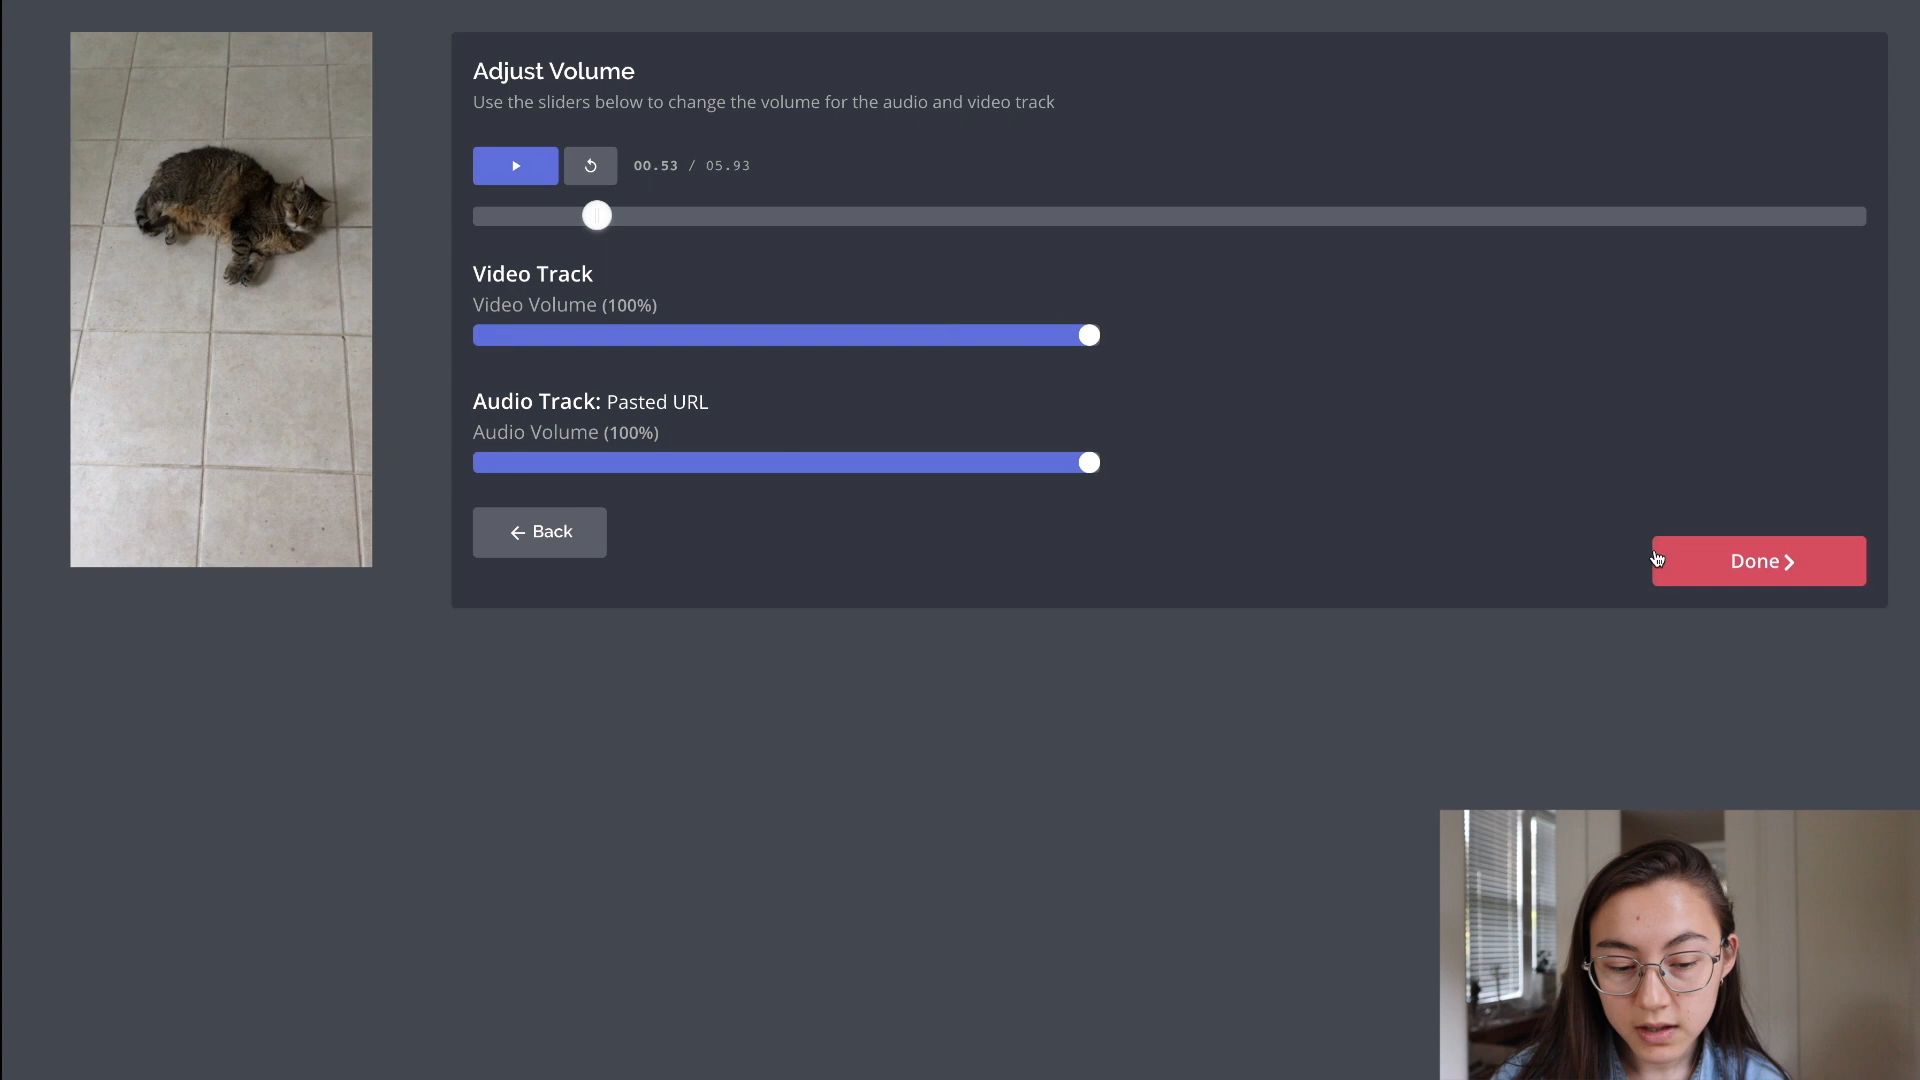 Adjust Volume
Use the sliders below to change the volume for the audio and video track
00.53 / 05.93
Video Track
Video Volume (100%)
Audio Track: Pasted URL
Audio Volume (100%)
Back
Done